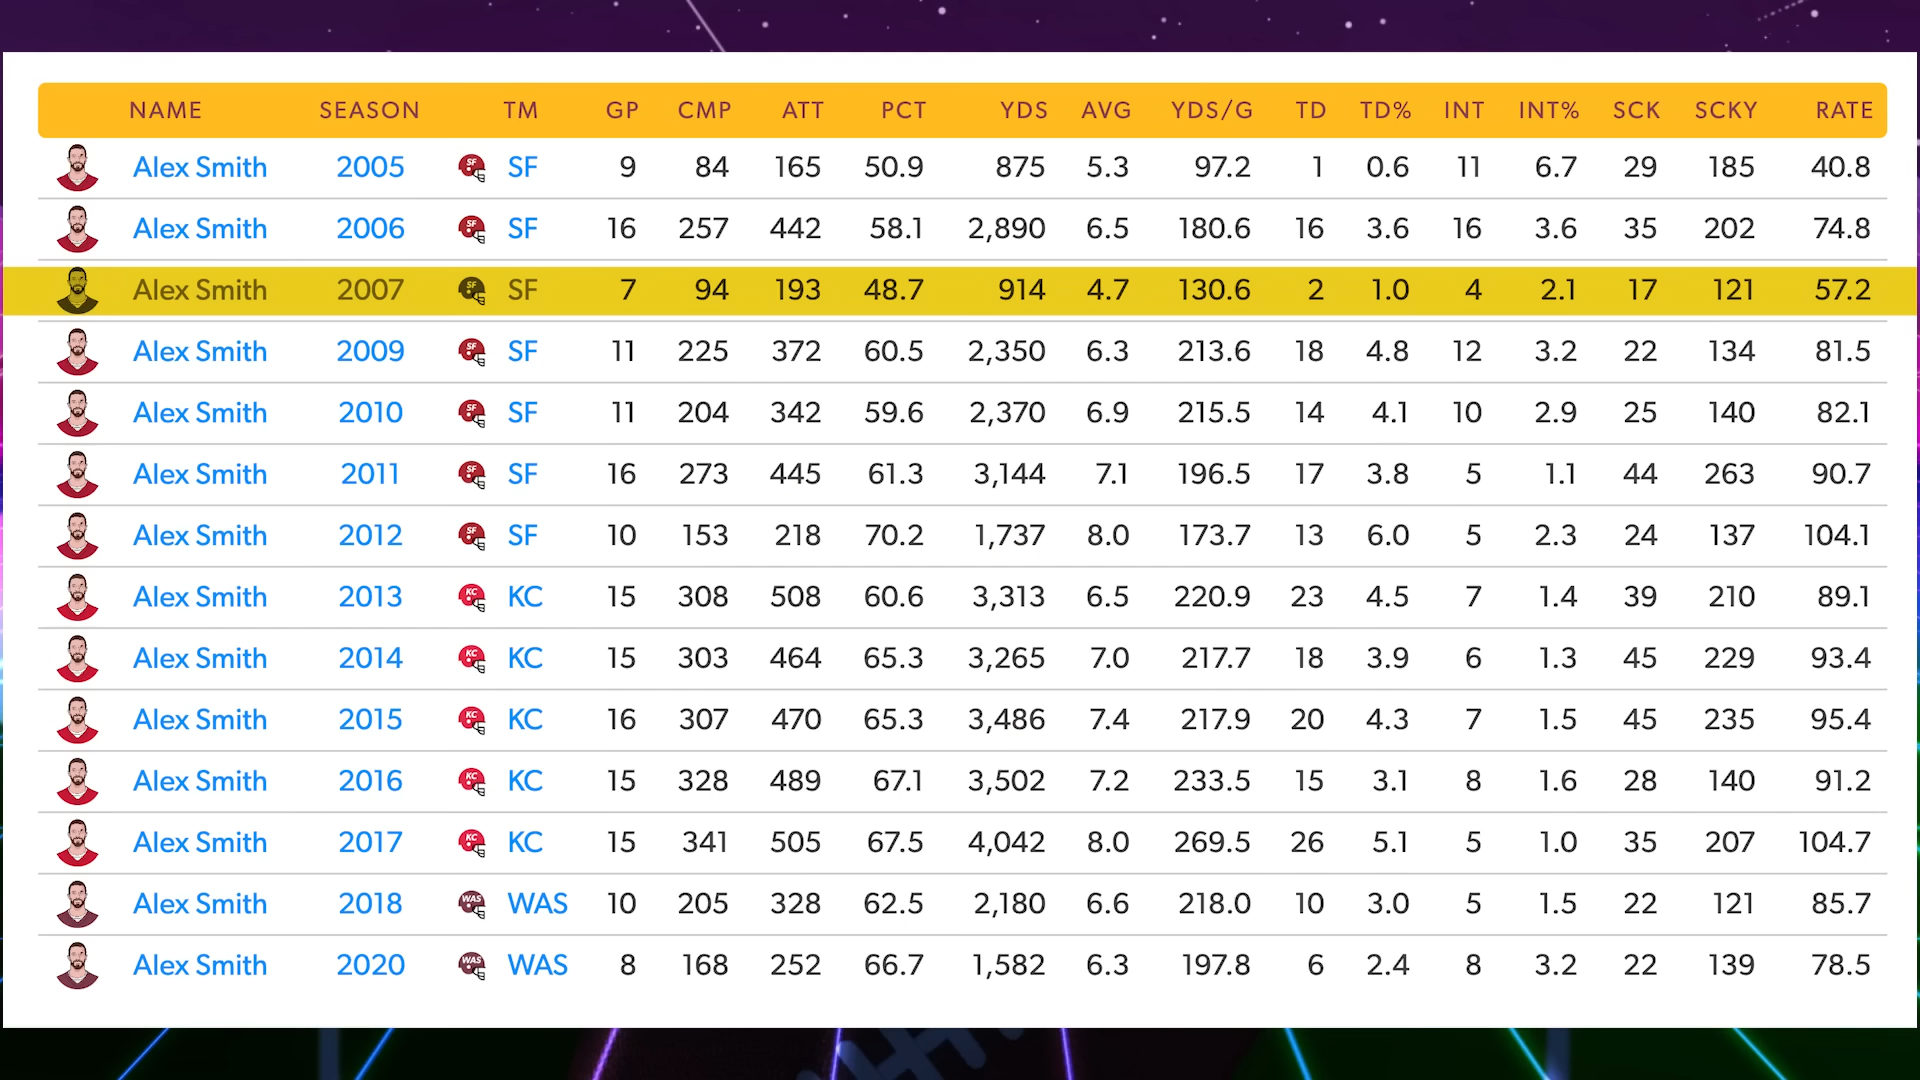 NAME SEASON TM GP CMP ATT PCT YDS AVG YDS/G TD TD% INT INT% SCK SCKY RATE
Alex Smith 2005 SF SF 9 84 165 50.9 875 5.3 97.2 1 0.6 11 6.7 29 185 40.8
Alex Smith 2006 SF SF 16 257 442 58.1 2,890 6.5 180.6 16 3.6 16 3.6 35 202 74.8
Alex Smith 2007 SF SF 7 94 193 48.7 914 4.7 130.6 2 1.0 4 2.1 17 121 57.2
Alex Smith 2009 SF SF 11 225 372 60.5 2,350 6.3 213.6 18 4.8 12 3.2 22 134 81.5
Alex Smith 2010 SF SF 11 204 342 59.6 2,370 6.9 215.5 14 4.1 10 2.9 25 140 82.1
Alex Smith 2011 SF SF 16 273 445 61.3 3,144 7.1 196.5 17 3.8 5 1.1 44 263 90.7
Alex Smith 2012 SF SF 10 153 218 70.2 1,737 8.0 173.7 13 6.0 5 2.3 24 137 104.1
Alex Smith 2013 KC KC 15 308 508 60.6 3,313 6.5 220.9 23 4.5 7 1.4 39 210 89.1
Alex Smith 2014 KC KC 15 303 464 65.3 3,265 7.0 217.7 18 3.9 6 1.3 45 229 93.4
Alex Smith 2015 KC KC 16 307 470 65.3 3,486 7.4 217.9 20 4.3 7 1.5 45 235 95.4
Alex Smith 2016 KC KC 15 328 489 67.1 3,502 7.2 233.5 15 3.1 8 1.6 28 140 91.2
Alex Smith 2017 KC KC 15 341 505 67.5 4,042 8.0 269.5 26 5.1 5 1.0 35 207 104.7
Alex Smith 2018 WAS WAS 10 205 328 62.5 2,180 6.6 218.0 10 3.0 5 1.5 22 121 85.7
Alex Smith 2020 WAS WAS 8 168 252 66.7 1,582 6.3 197.8 6 2.4 8 3.2 22 139 78.5